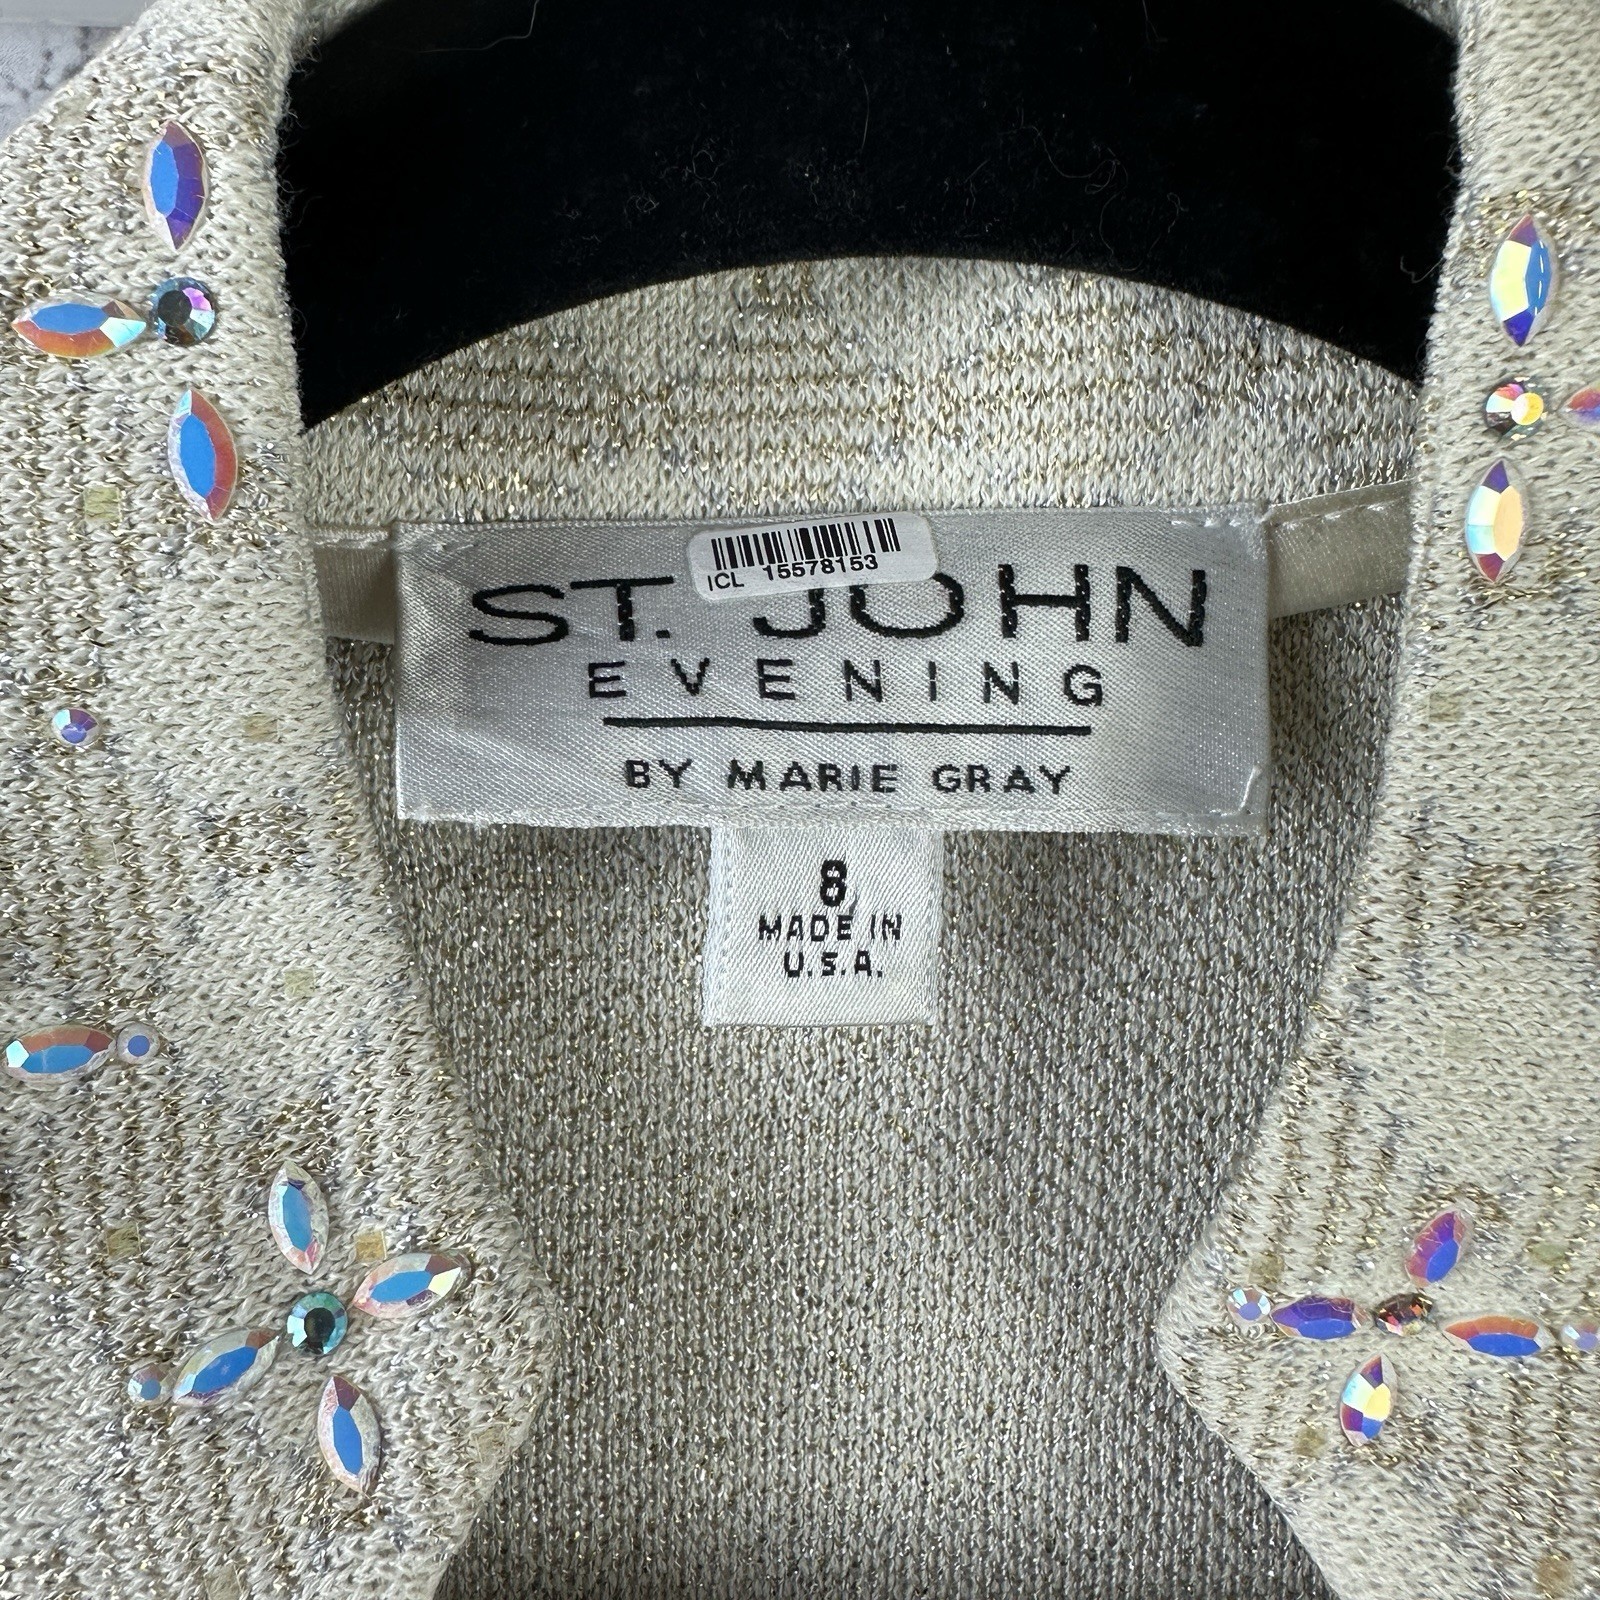 ICL 15578153
ST. JOHN
EVENING
BY MARIE GRAY
8
MADE IN
U.S.A.